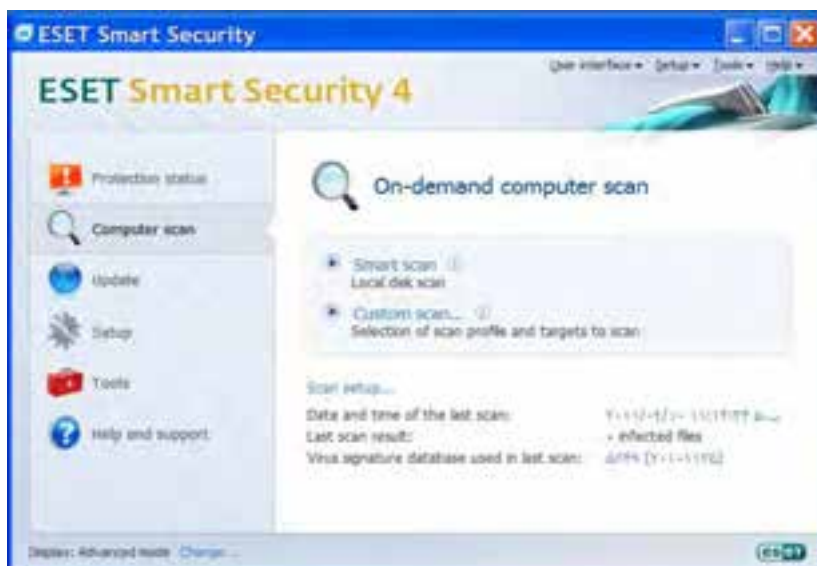 ESET Smart Security
User interface Setup Tools Help
ESET Smart Security 4
Protection status
Computer scan
Update
Setup
Tools
Help and support
On-demand computer scan
Smart scan
Local disk scan
Custom scan...
Selection of scan profile and targets to scan
Scan setup...
Date and time of the last scan:
Last scan result: ٠ infected files
Virus signature database used in last scan:
Display: Advanced mode Change...
eset